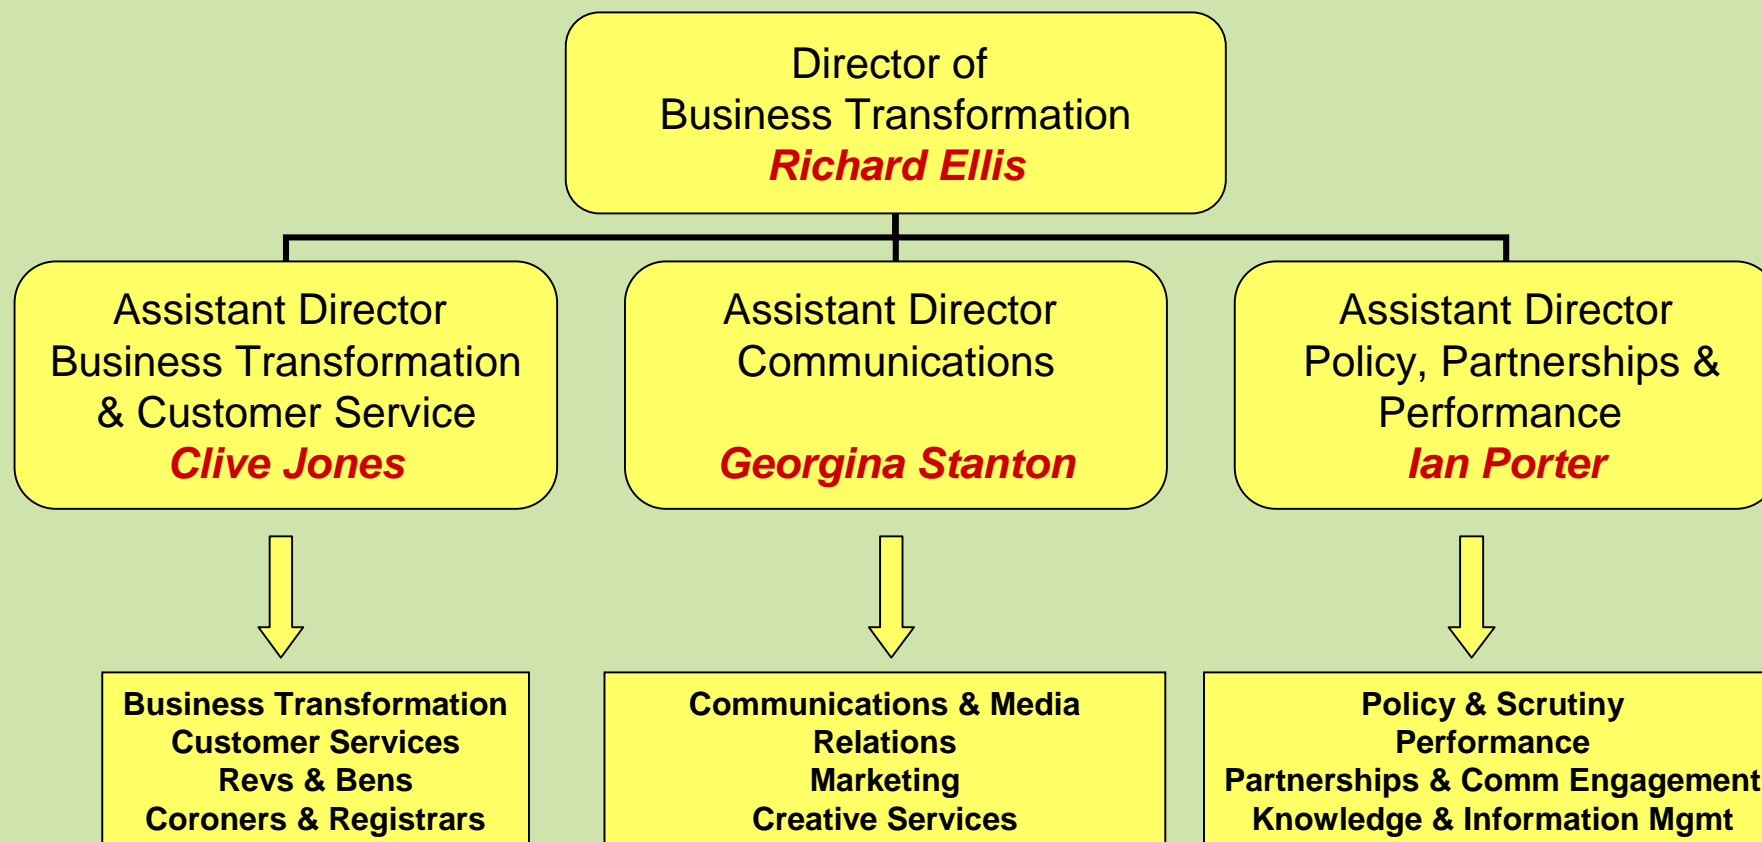 Director of
Business Transformation
Richard Ellis
Assistant Director
Business Transformation
& Customer Service
Clive Jones
Assistant Director
Communications
Georgina Stanton
Assistant Director
Policy, Partnerships &
Performance
Ian Porter
Business Transformation
Customer Services
Revs & Bens
Coroners & Registrars
Communications & Media
Relations
Marketing
Creative Services
Policy & Scrutiny
Performance
Partnerships & Comm Engagement
Knowledge & Information Mgmt